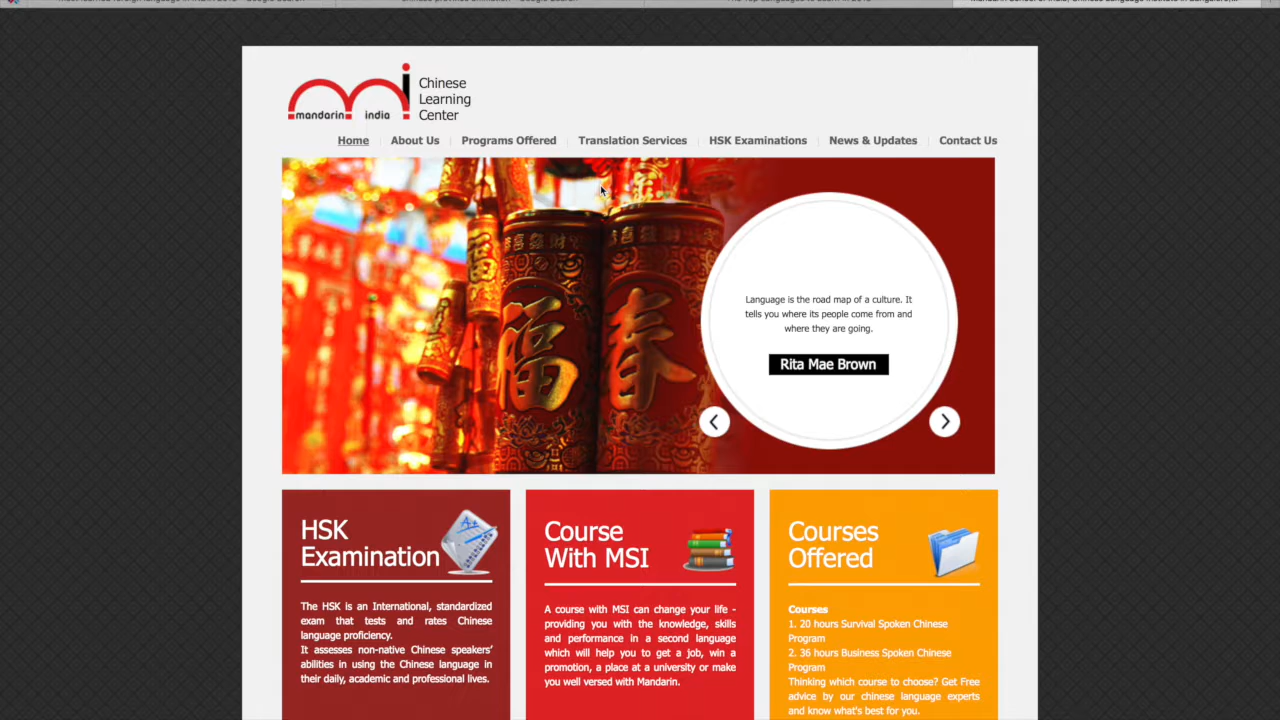 Chinese
Learning
Center
mandarin india
Home About Us Programs Offered Translation Services HSK Examinations News & Updates Contact Us
福 春
Language is the road map of a culture. It
tells you where its people come from and
where they are going.
Rita Mae Brown
HSK
Examination
The HSK is an International, standardized
exam that tests and rates Chinese
language proficiency.
It assesses non-native Chinese speakers'
abilities in using the Chinese language in
their daily, academic and professional lives.
Course
With MSI
A course with MSI can change your life -
providing you with the knowledge, skills
and performance in a second language
which will help you to get a job, win a
promotion, a place at a university or make
you well versed with Mandarin.
Courses
Offered
Courses
1. 20 hours Survival Spoken Chinese
Program
2. 36 hours Business Spoken Chinese
Program
Thinking which course to choose? Get Free
advice by our chinese language experts
and know what's best for you.